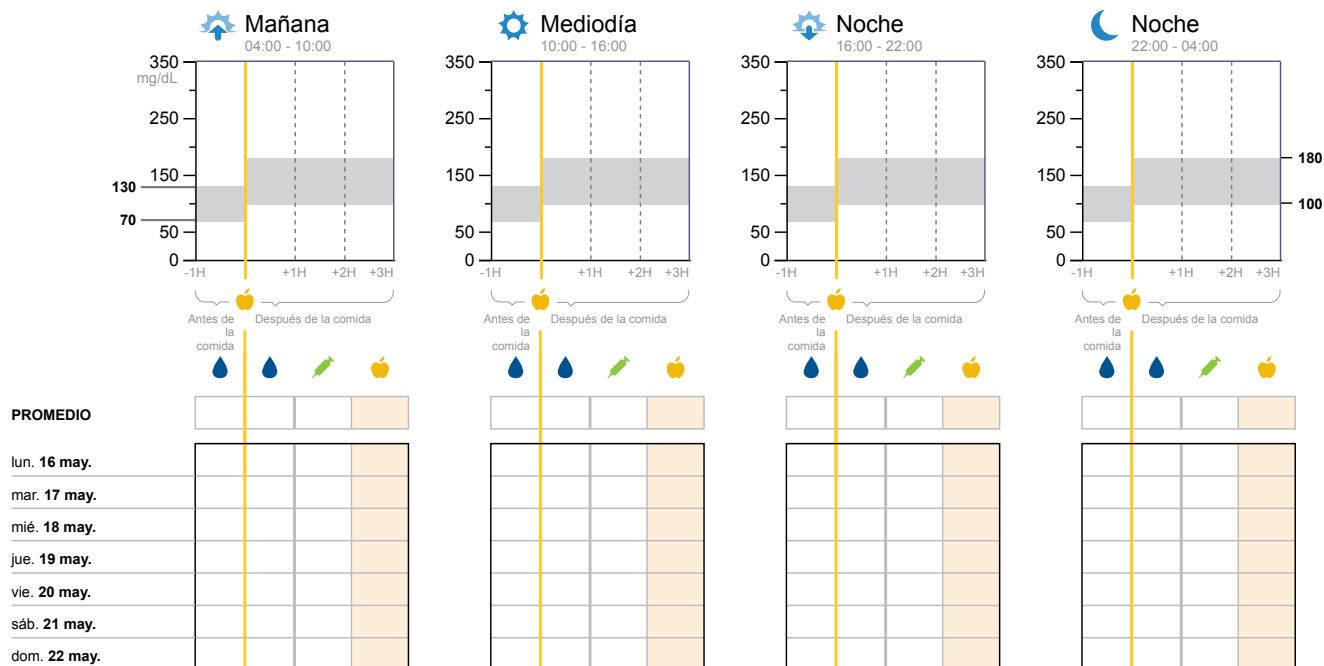 Mañana Mediodía Noche Noche
04:00 - 10:00 10:00 - 16:00 16:00 - 22:00 22:00 - 04:00
350 350 350 350
mg/dL
250 250 250 250
180
150 150 150 150
130
100
70
50 50 50 50
0 0 0 0
-1H +1H +2H +3H -1H +1H +2H +3H -1H +1H +2H +3H -1H +1H +2H +3H
Antes de Después de la comida Antes de Después de la comida Antes de Después de la comida Antes de Después de la comida
la la la la
comida comida comida comida
PROMEDIO
lun. 16 may.
mar. 17 may.
mié. 18 may.
jue. 19 may.
vie. 20 may.
sáb. 21 may.
dom. 22 may.